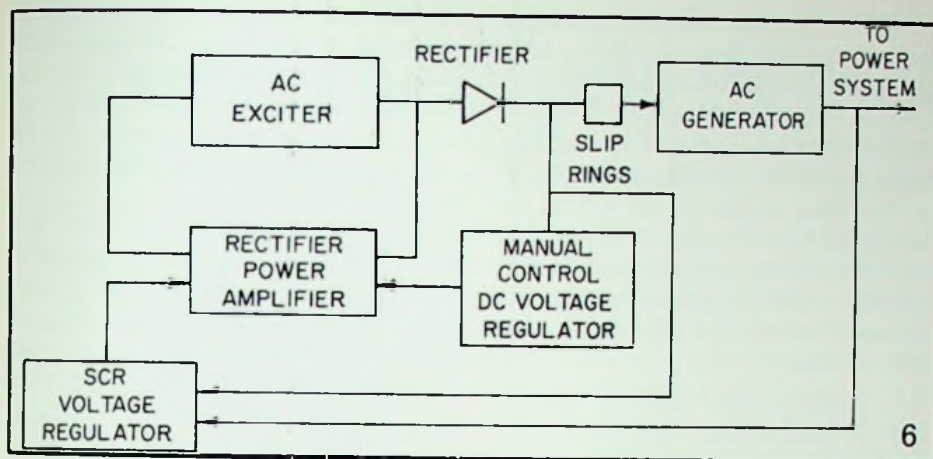 TO
POWER
SYSTEM
RECTIFIER
AC
EXCITER
AC
GENERATOR
SLIP
RINGS
RECTIFIER
POWER
AMPLIFIER
MANUAL
CONTROL
DC VOLTAGE
REGULATOR
SCR
VOLTAGE
REGULATOR
6